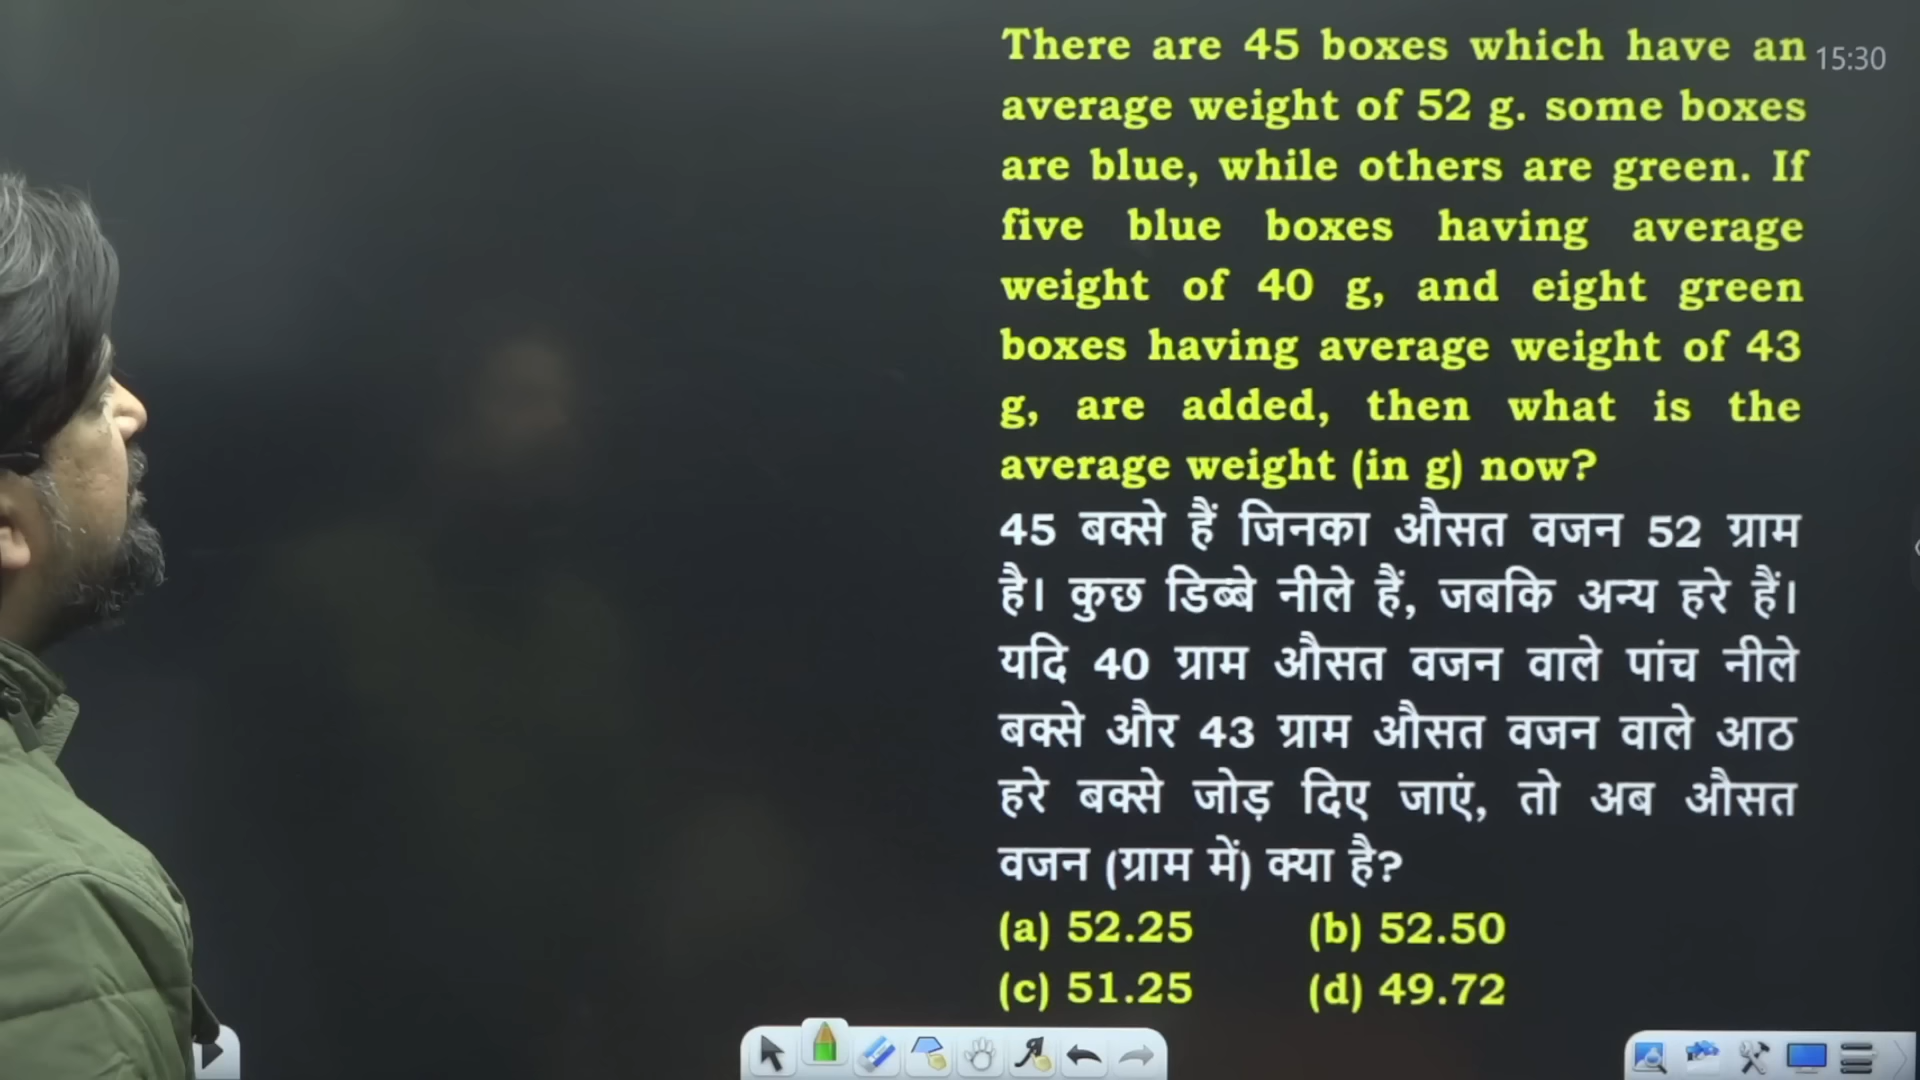 There are 45 boxes which have an
15:30
average weight of 52 g. some boxes
are blue, while others are green. If
five blue boxes having average
weight of 40 g, and eight green
boxes having average weight of 43
g, are added, then what is the
average weight (in g) now?
45 बक्से हैं जिनका औसत वजन 52 ग्राम
है। कुछ डिब्बे नीले हैं, जबकि अन्य हरे हैं।
यदि 40 ग्राम औसत वजन वाले पांच नीले
बक्से और 43 ग्राम औसत वजन वाले आठ
हरे बक्से जोड़ दिए जाएं, तो अब औसत
वजन (ग्राम में) क्या है?
(a) 52.25 (b) 52.50
(c) 51.25 (d) 49.72